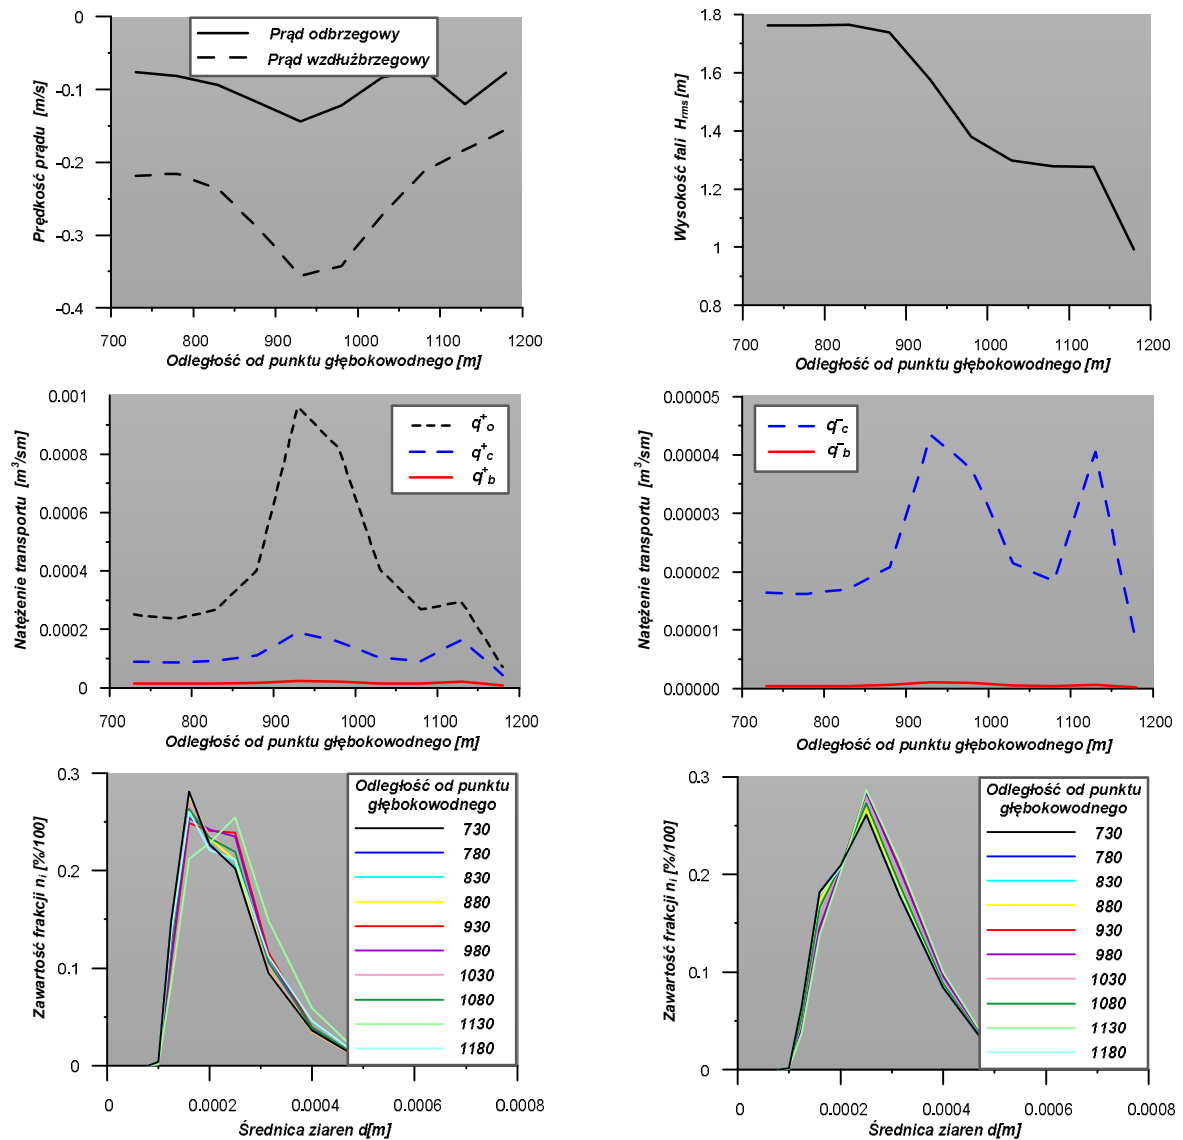 0
-0.1
-0.2
-0.3
-0.4
Prędkość prądu [m/s]
Prąd odbrzegowy
Prąd wzdłużbrzegowy
700 800 900 1000 1100 1200
Odległość od punktu głębokowodnego [m]
1.8
1.6
1.4
1.2
1
0.8
Wysokość fali Hrms [m]
700 800 900 1000 1100 1200
Odległość od punktu głębokowodnego [m]
0.001
0.0008
0.0006
0.0004
0.0002
0
Natężenie transportu [m³/sm]
q⁺o
q⁺c
q⁺b
700 800 900 1000 1100 1200
Odległość od punktu głębokowodnego [m]
0.00005
0.00004
0.00003
0.00002
0.00001
0.00000
Natężenie transportu [m³/sm]
q⁻c
q⁻b
700 800 900 1000 1100 1200
Odległość od punktu głębokowodnego [m]
0.3
0.2
0.1
0
Zawartość frakcji ni [%/100]
Odległość od punktu
głębokowodnego
730
780
830
880
930
980
1030
1080
1130
1180
0 0.0002 0.0004 0.0006 0.0008
Średnica ziaren d[m]
0.3
0.2
0.1
0
Zawartość frakcji ni [%/100]
Odległość od punktu
głębokowodnego
730
780
830
880
930
980
1030
1080
1130
1180
0 0.0002 0.0004 0.0006 0.0008
Średnica ziaren d[m]